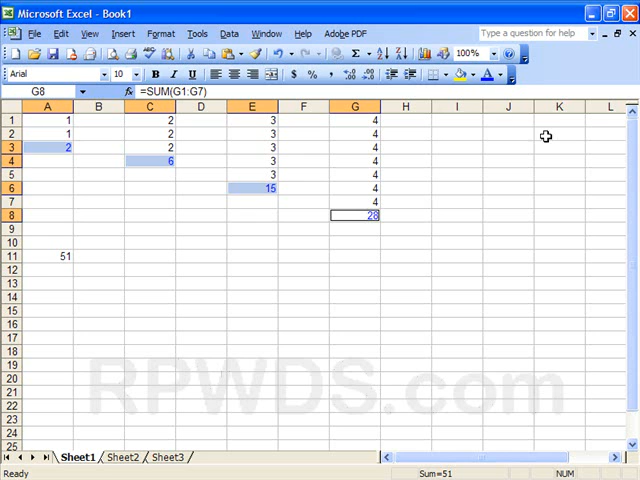 Microsoft Excel - Book1
File Edit View Insert Format Tools Data Window Help Adobe PDF
Type a question for help
100%
Arial 10 B I U $ % ,
G8 fx =SUM(G1:G7)
A B C D E F G H I J K L
1 1 2 3 4
2 1 2 3 4
3 2 2 3 4
4 6 3 4
5 3 4
6 15 4
7 4
8 28
9
10
11 51
12
13
14
15
16
17
18
19
20
21
22
23
24
25
RPWDS.com
Sheet1 Sheet2 Sheet3
Ready Sum=51 NUM